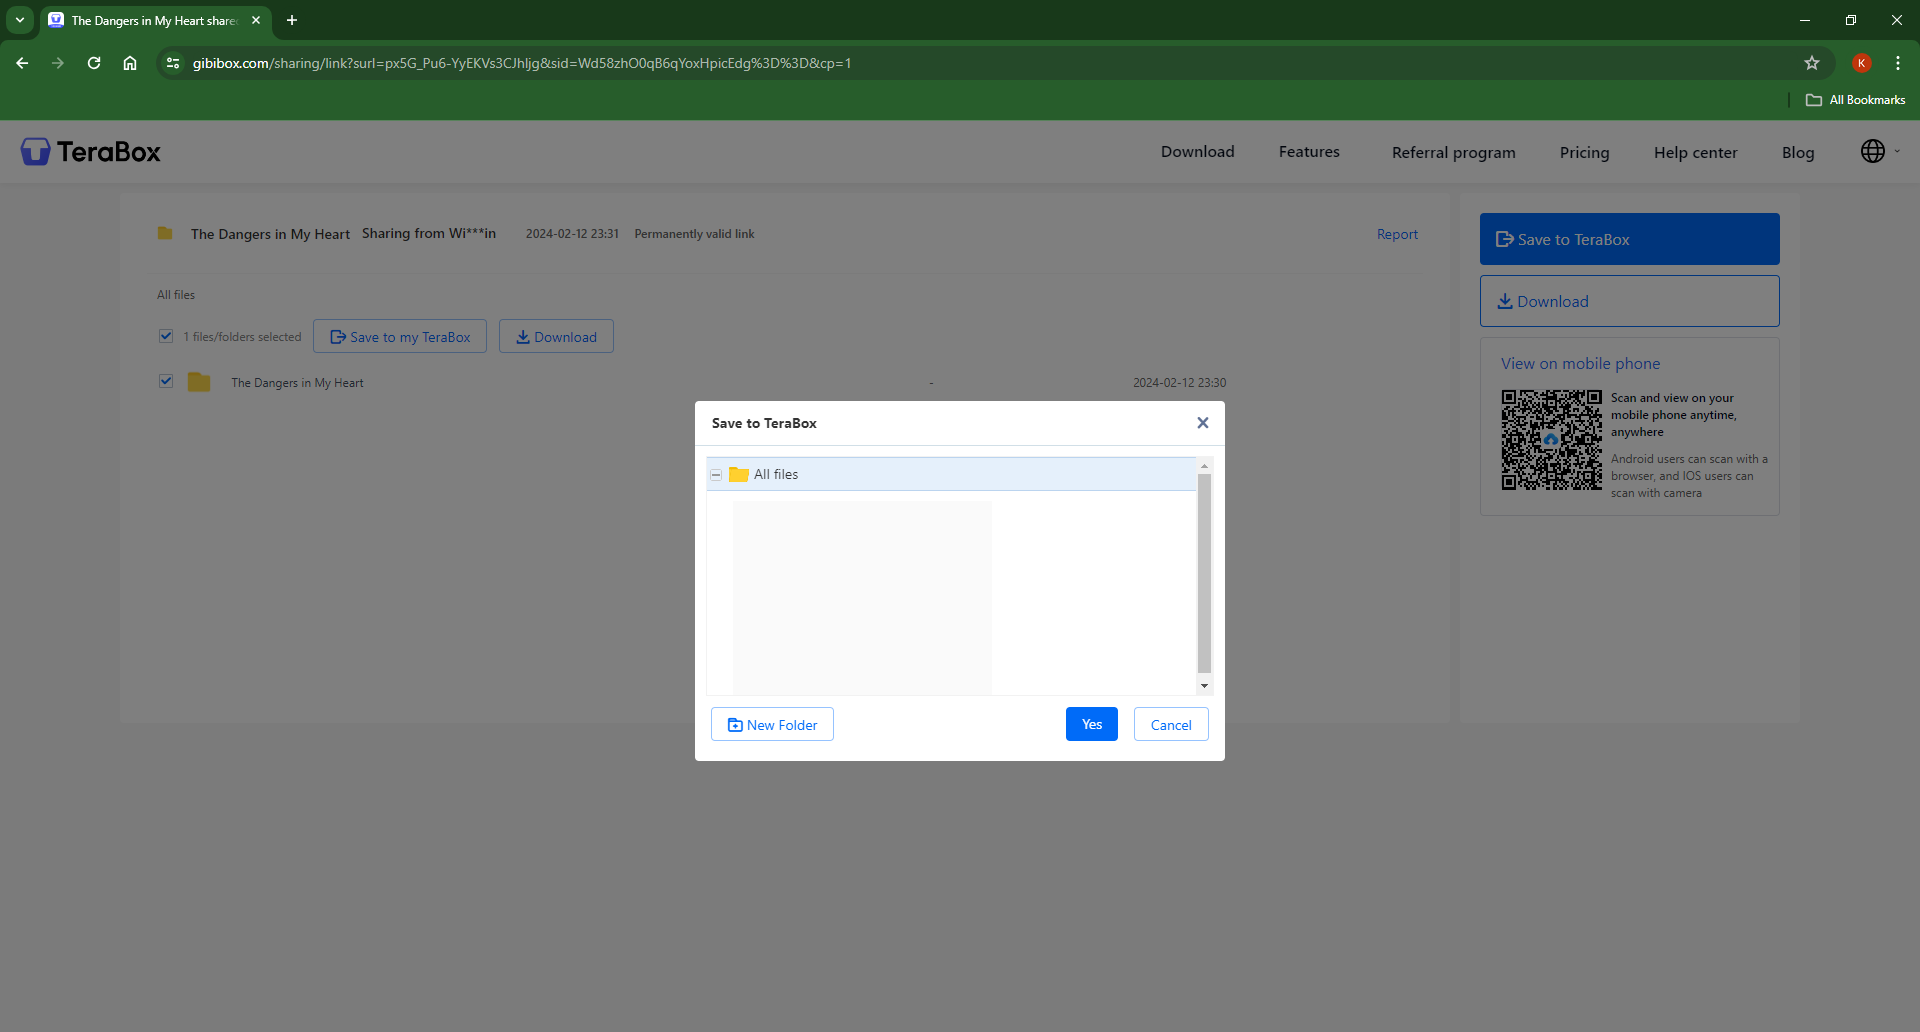 The Dangers in My Heart share
gibibox.com/sharing/link?surl=px5G_Pu6-YyEKVs3CJhljg&sid=Wd58zhO0qB6qYoxHpicEdg%3D%3D&cp=1
K
All Bookmarks
TeraBox
Download Features Referral program Pricing Help center Blog
The Dangers in My Heart Sharing from Wi***in 2024-02-12 23:31 Permanently valid link Report
All files
1 files/folders selected Save to my TeraBox Download
The Dangers in My Heart - 2024-02-12 23:30
Save to TeraBox
Download
View on mobile phone
Scan and view on your
mobile phone anytime,
anywhere
Android users can scan with a
browser, and IOS users can
scan with camera
Save to TeraBox
All files
New Folder Yes Cancel